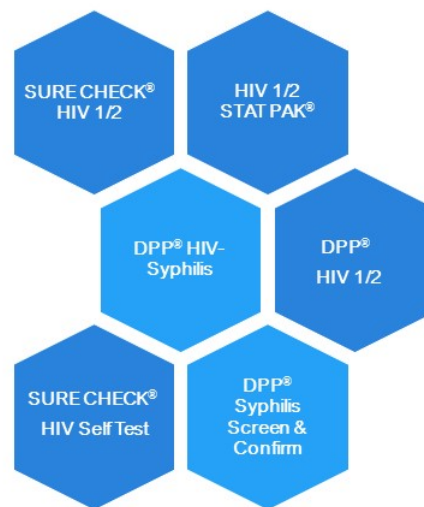 SURE CHECK®
HIV 1/2
HIV 1/2
STAT PAK®
DPP® HIV-
Syphilis
DPP®
HIV 1/2
SURE CHECK®
HIV Self Test
DPP®
Syphilis
Screen &
Confirm